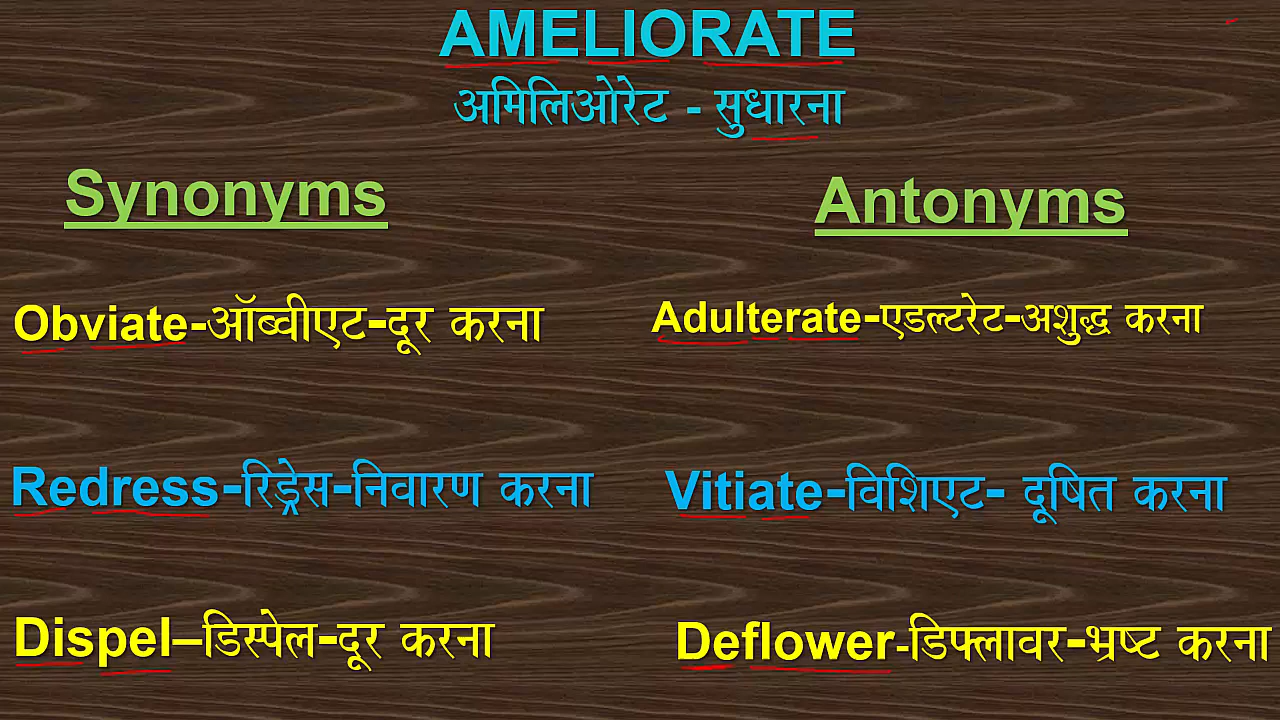 AMELIORATE
अमिलिओरेट - सुधारना
Synonyms
Antonyms
Obviate-ऑब्वीएट-दूर करना
Adulterate-एडल्टरेट-अशुद्ध करना
Redress-रिड्रेस-निवारण करना
Vitiate-विशिएट- दूषित करना
Dispel–डिस्पेल-दूर करना
Deflower-डिफ्लावर-भ्रष्ट करना